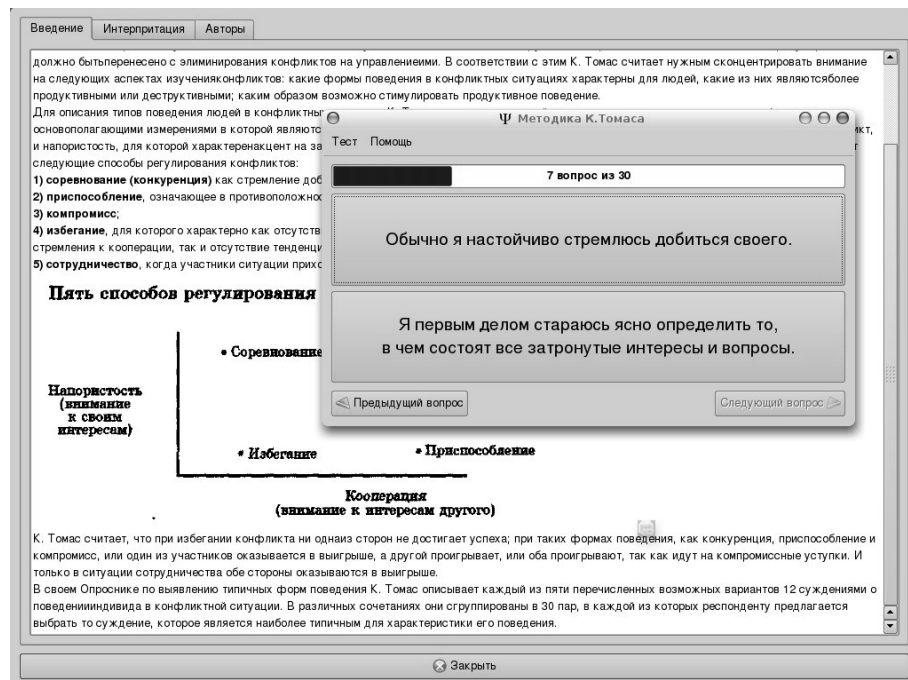 Введение Интерпритация Авторы
должно бытьперенесено с элиминирования конфликтов на управлениеими. В соответствии с этим К. Томас считает нужным сконцентрировать внимание
на следующих аспектах изученияконфликтов: какие формы поведения в конфликтных ситуациях характерны для людей, какие из них являютсяболее
продуктивными или деструктивными; каким образом возможно стимулировать продуктивное поведение.
Для описания типов поведения людей в конфликтны
основополагающими измерениями в которой являютс
и напористость, для которой характеренакцент на за
следующие способы регулирования конфликтов:
1) соревнование (конкуренция) как стремление доб
2) приспособление, означающее в противоположнос
3) компромисс;
4) избегание, для которого характерно как отсутств
стремления к кооперации, так и отсутствие тенденци
5) сотрудничество, когда участники ситуации прихо
Ψ Методика К.Томаса
Тест Помощь
7 вопрос из 30
Обычно я настойчиво стремлюсь добиться своего.
Я первым делом стараюсь ясно определить то,
в чем состоят все затронутые интересы и вопросы.
Предыдущий вопрос Следующий вопрос
Пять способов регулирования
• Соревнование
Напористость
(внимание
к своим
интересам)
• Избегание • Приспособление
Кооперация
(внимание к интересам другого)
К. Томас считает, что при избегании конфликта ни однаиз сторон не достигает успеха; при таких формах поведения, как конкуренция, приспособление и
компромисс, или один из участников оказывается в выигрыше, а другой проигрывает, или оба проигрывают, так как идут на компромиссные уступки. И
только в ситуации сотрудничества обе стороны оказываются в выигрыше.
В своем Опроснике по выявлению типичных форм поведения К. Томас описывает каждый из пяти перечисленных возможных вариантов 12 суждениями о
поведениииндивида в конфликтной ситуации. В различных сочетаниях они сгруппированы в 30 пар, в каждой из которых респонденту предлагается
выбрать то суждение, которое является наиболее типичным для характеристики его поведения.
Закрыть